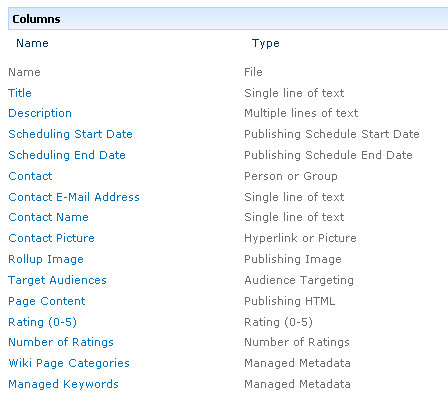 Columns
Name Type
Name File
Title Single line of text
Description Multiple lines of text
Scheduling Start Date Publishing Schedule Start Date
Scheduling End Date Publishing Schedule End Date
Contact Person or Group
Contact E-Mail Address Single line of text
Contact Name Single line of text
Contact Picture Hyperlink or Picture
Rollup Image Publishing Image
Target Audiences Audience Targeting
Page Content Publishing HTML
Rating (0-5) Rating (0-5)
Number of Ratings Number of Ratings
Wiki Page Categories Managed Metadata
Managed Keywords Managed Metadata